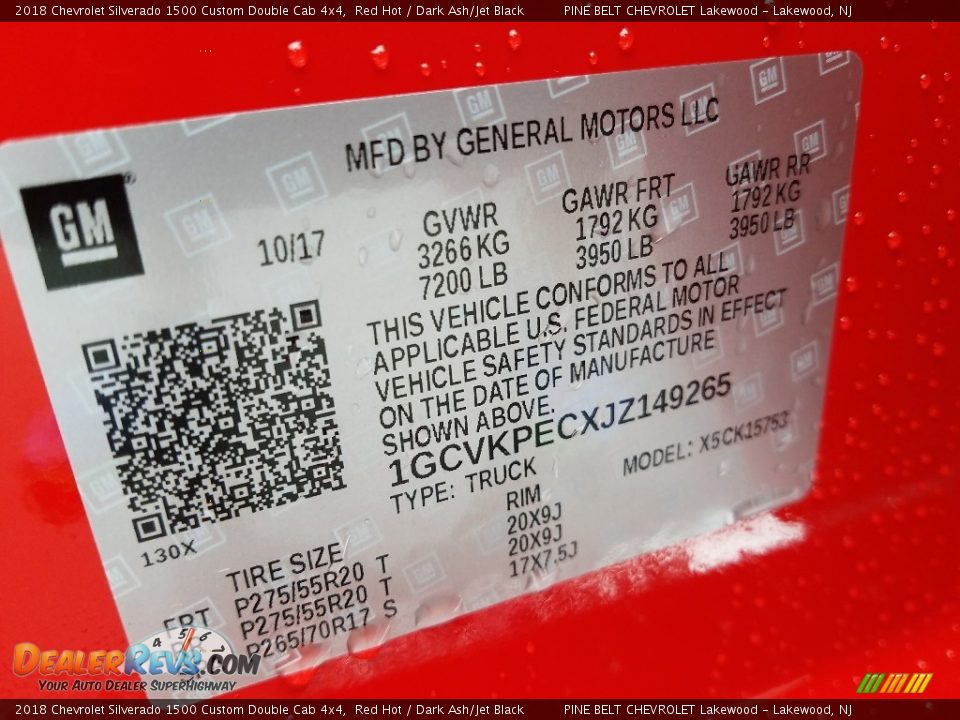 2018 Chevrolet Silverado 1500 Custom Double Cab 4x4,  Red Hot / Dark Ash/Jet Black        PINE BELT CHEVROLET Lakewood – Lakewood, NJ
MFD BY GENERAL MOTORS LLC
GM®
10/17
GVWR GAWR FRT GAWR RR
3266 KG 1792 KG 1792 KG
7200 LB 3950 LB 3950 LB
THIS VEHICLE CONFORMS TO ALL
APPLICABLE U.S. FEDERAL MOTOR
VEHICLE SAFETY STANDARDS IN EFFECT
ON THE DATE OF MANUFACTURE
SHOWN ABOVE.
1GCVKPECXJZ149265
TYPE: TRUCK MODEL: X5CK15753
130X
TIRE SIZE RIM
FRT P275/55R20 T 20X9J
P275/55R20 T 20X9J
P265/70R17 S 17X7.5J
DealerRevs.com
Your Auto Dealer SuperHighway
2018 Chevrolet Silverado 1500 Custom Double Cab 4x4,  Red Hot / Dark Ash/Jet Black        PINE BELT CHEVROLET Lakewood – Lakewood, NJ